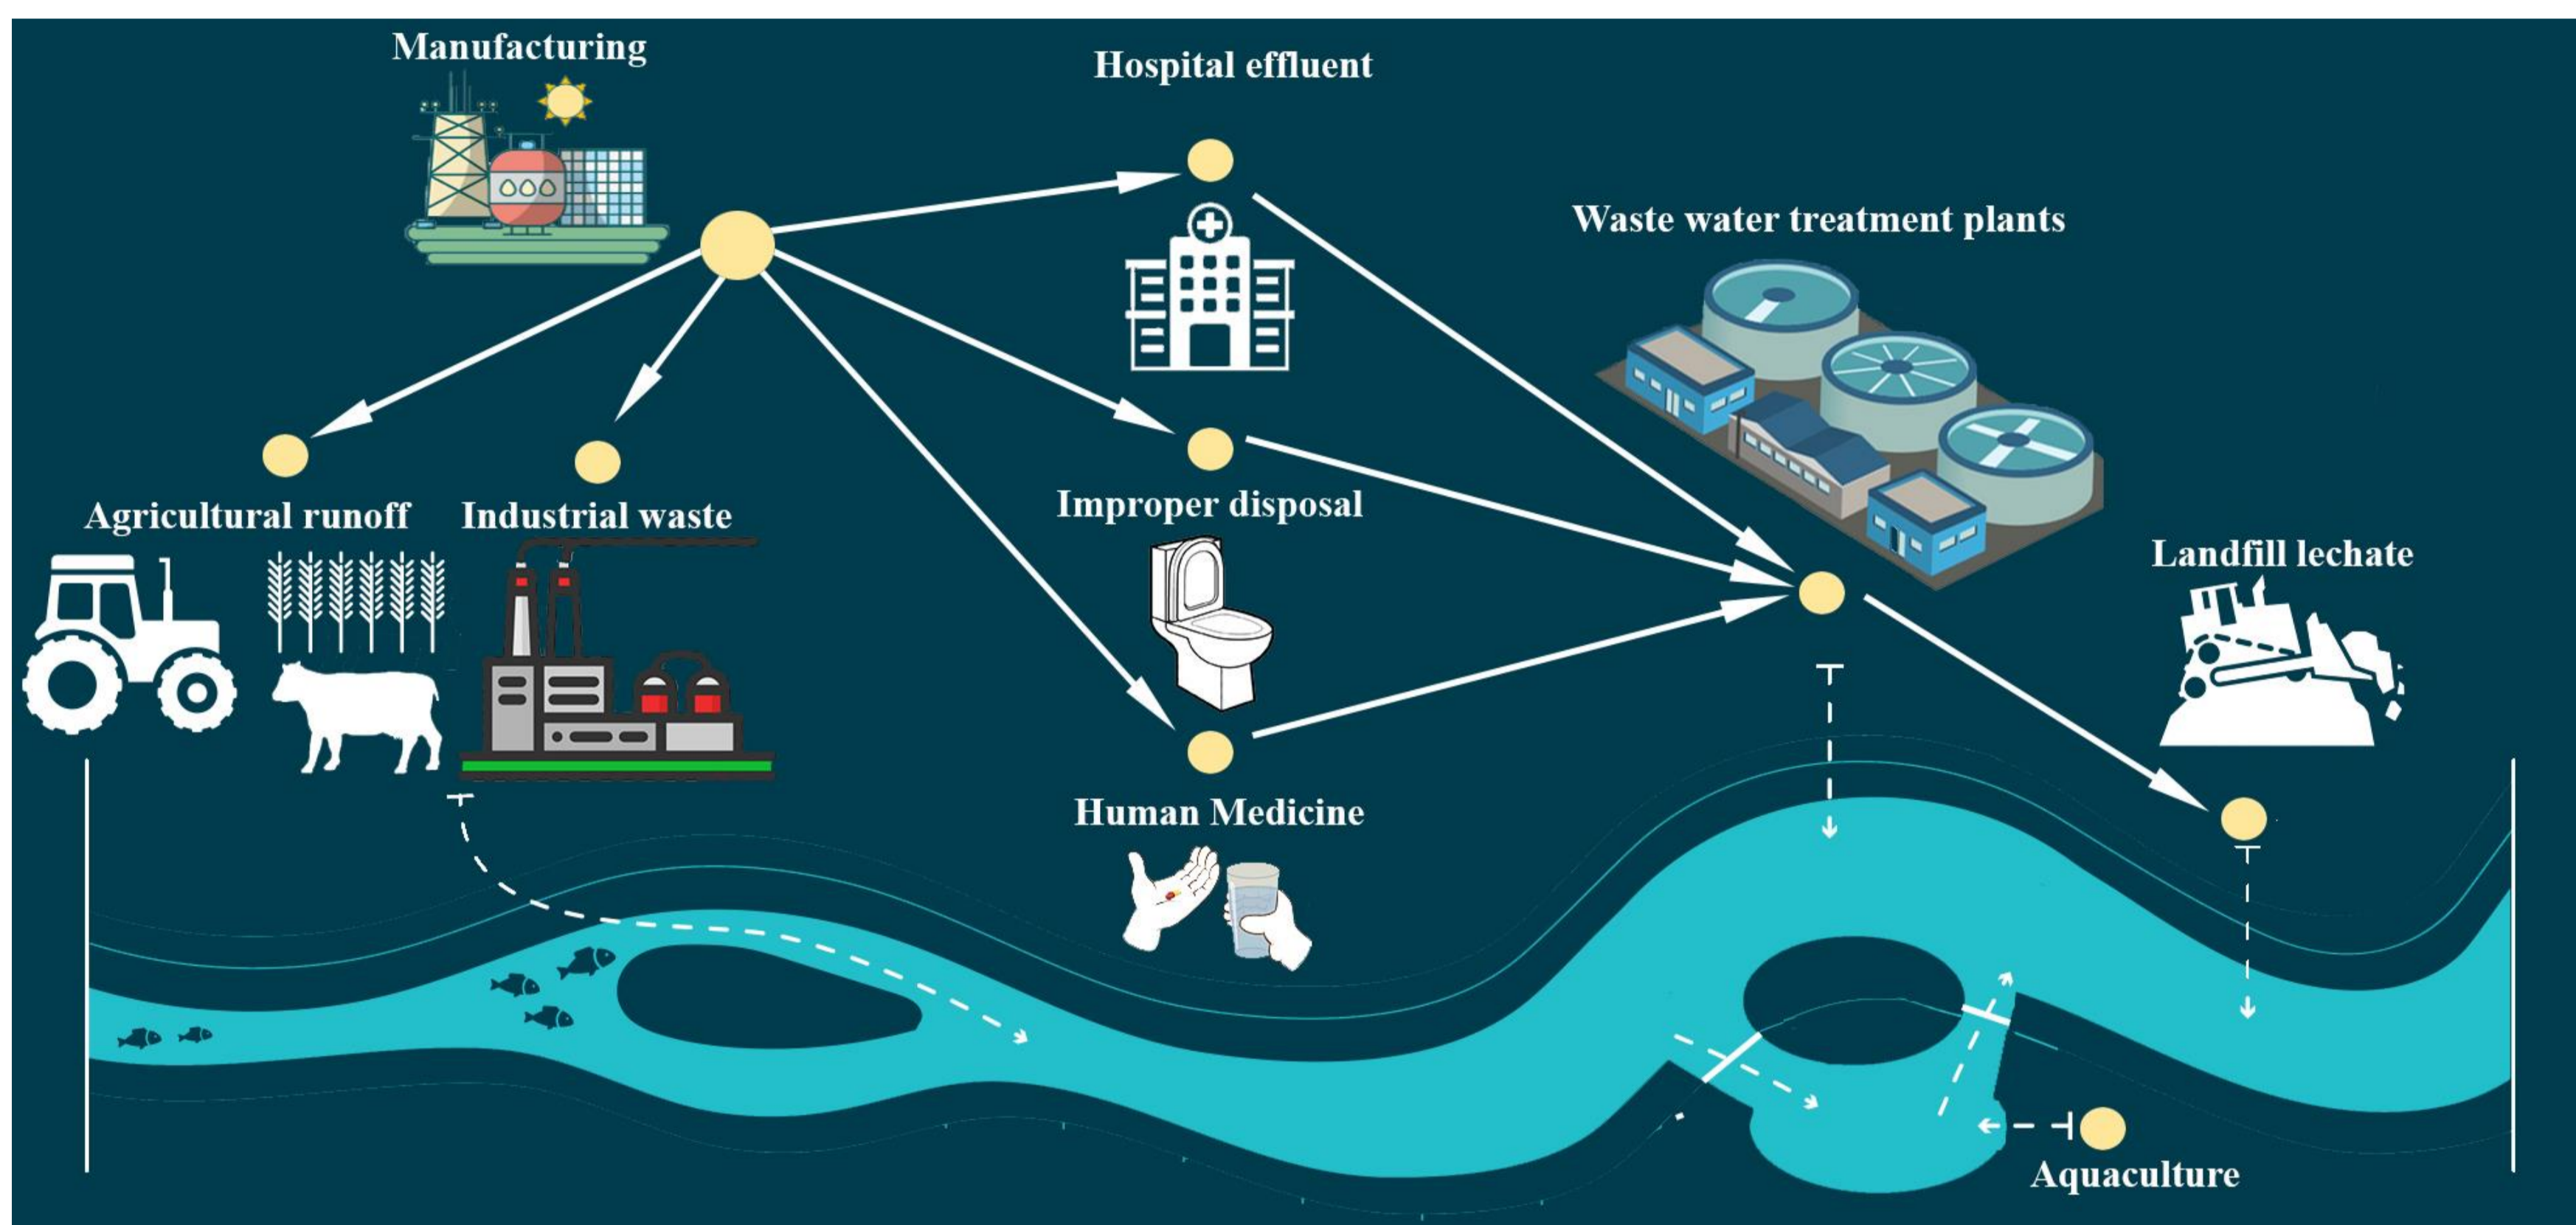 Manufacturing
Hospital effluent
Waste water treatment plants
Agricultural runoff
Industrial waste
Improper disposal
Landfill lechate
Human Medicine
Aquaculture